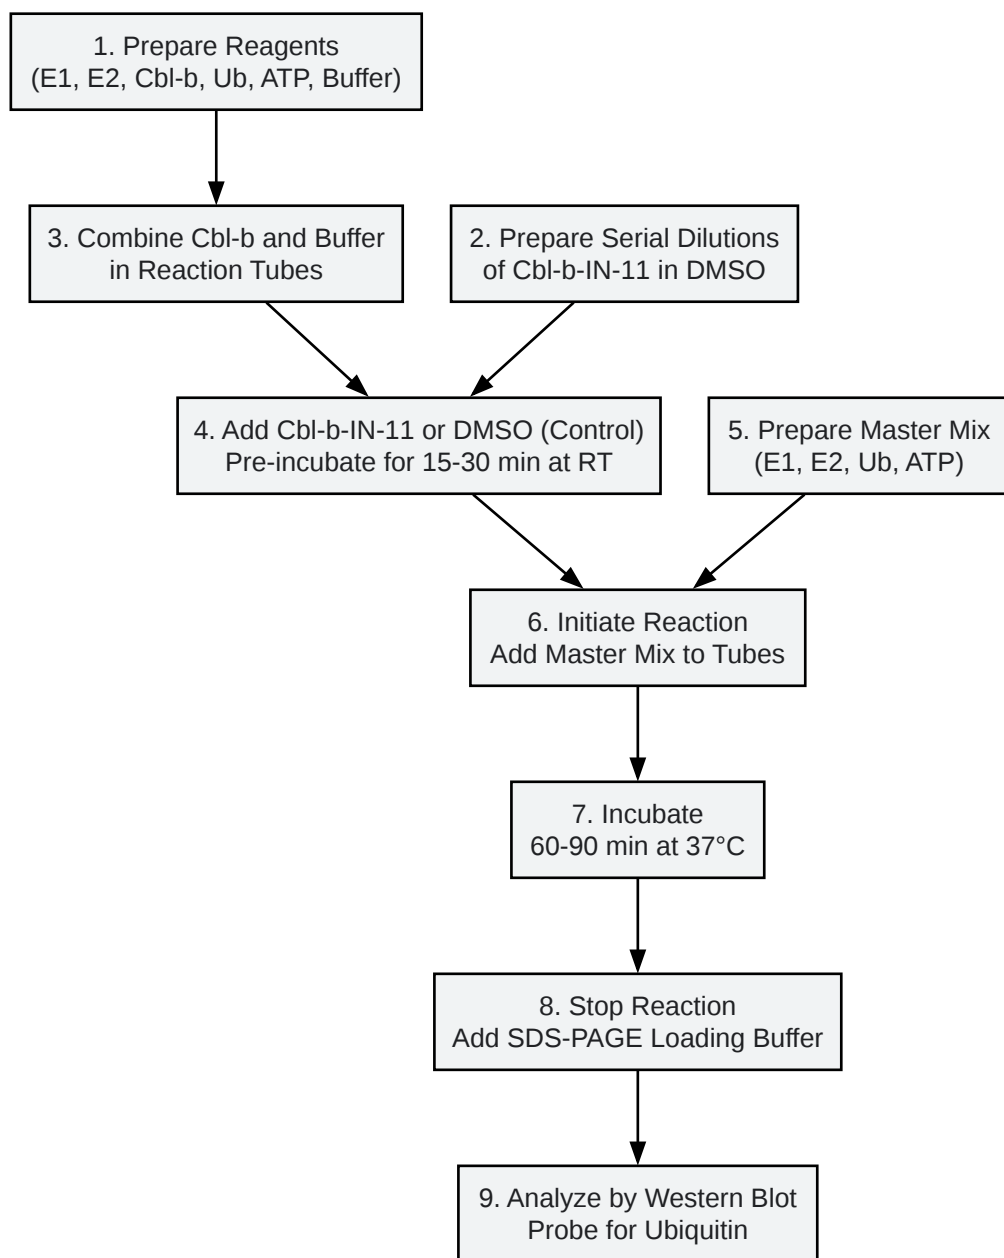 1. Prepare Reagents
(E1, E2, Cbl-b, Ub, ATP, Buffer)
3. Combine Cbl-b and Buffer
in Reaction Tubes
2. Prepare Serial Dilutions
of Cbl-b-IN-11 in DMSO
4. Add Cbl-b-IN-11 or DMSO (Control)
Pre-incubate for 15-30 min at RT
5. Prepare Master Mix
(E1, E2, Ub, ATP)
6. Initiate Reaction
Add Master Mix to Tubes
7. Incubate
60-90 min at 37°C
8. Stop Reaction
Add SDS-PAGE Loading Buffer
9. Analyze by Western Blot
Probe for Ubiquitin